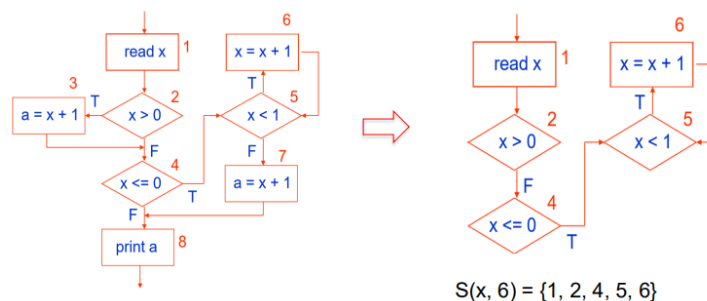 1
read x
2
x > 0
T
3
a = x + 1
F
4
x <= 0
T
F
6
x = x + 1
T
5
x < 1
F
7
a = x + 1
print a
8
1
read x
2
x > 0
F
4
x <= 0
T
6
x = x + 1
T
5
x < 1
S(x, 6) = {1, 2, 4, 5, 6}